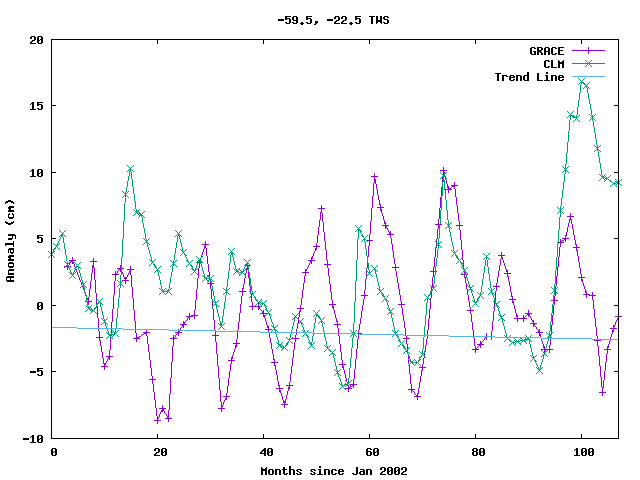 -59.5, -22.5 TWS
20
15
10
5
0
-5
-10
Anomaly (cm)
GRACE
CLM
Trend Line
0 20 40 60 80 100
Months since Jan 2002